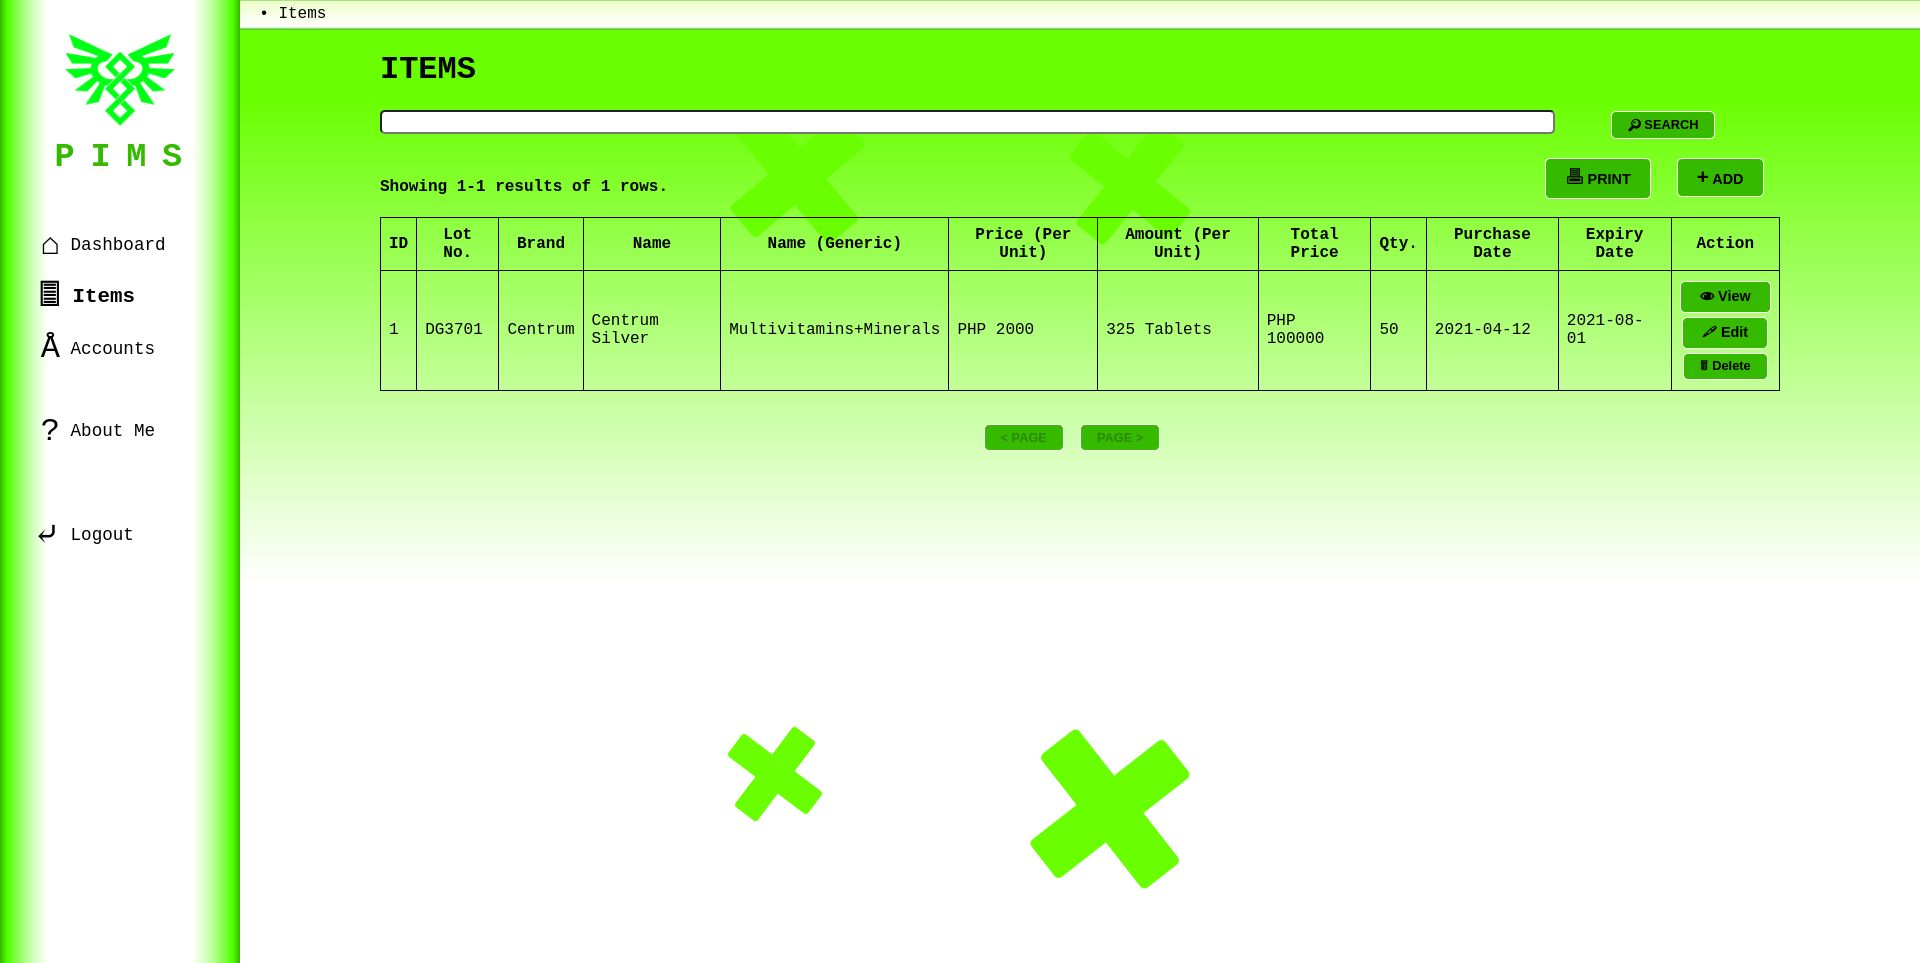 • Items
PIMS
Dashboard
Items
Accounts
? About Me
Logout
ITEMS
SEARCH
Showing 1-1 results of 1 rows.
PRINT
+ ADD
ID
Lot
No.
Brand
Name
Name (Generic)
Price (Per
Unit)
Amount (Per
Unit)
Total
Price
Qty.
Purchase
Date
Expiry
Date
Action
1
DG3701
Centrum
Centrum
Silver
Multivitamins+Minerals
PHP 2000
325 Tablets
PHP
100000
50
2021-04-12
2021-08-
01
View
Edit
Delete
< PAGE
PAGE >